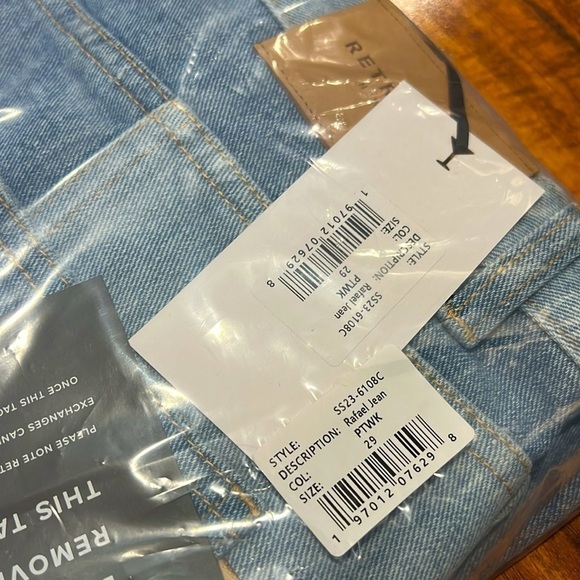 RETR
STYLE: SS23-6108C
DESCRIPTION: Rafael Jean
COL: PTWK
SIZE: 29
1 97012 07629 8
STYLE: SS23-6108C
DESCRIPTION: Rafael Jean
COL: PTWK
SIZE: 29
1 97012 07629 8
REMOVE
THIS TA
PLEASE NOTE RET
EXCHANGES CANN
ONCE THIS TAG